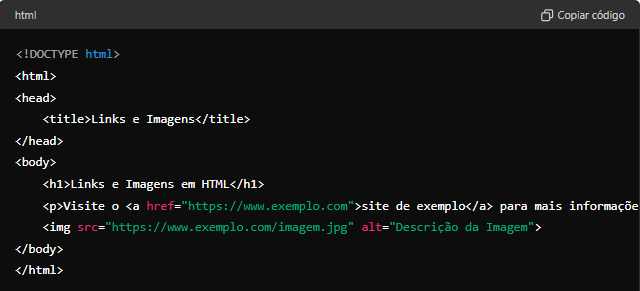 html
Copiar código
<!DOCTYPE html>
<html>
<head>
    <title>Links e Imagens</title>
</head>
<body>
    <h1>Links e Imagens em HTML</h1>
    <p>Visite o <a href="https://www.exemplo.com">site de exemplo</a> para mais informaçõe
    <img src="https://www.exemplo.com/imagem.jpg" alt="Descrição da Imagem">
</body>
</html>